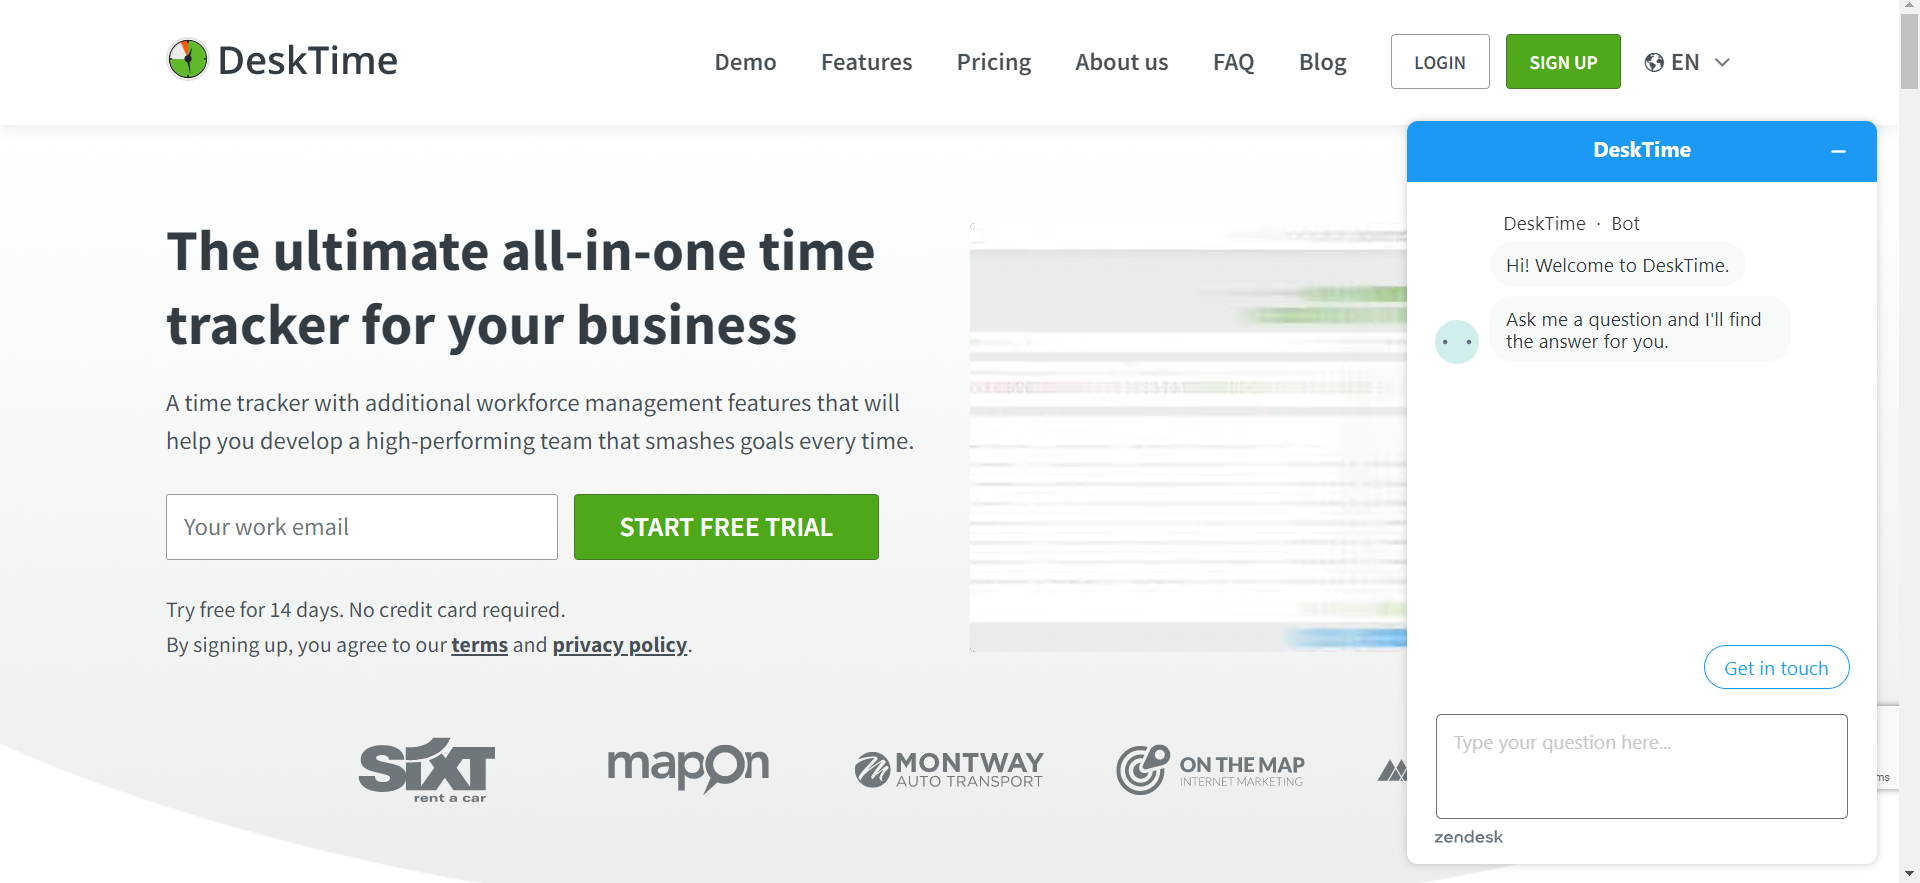 DeskTime
Demo
Features
Pricing
About us
FAQ
Blog
LOGIN
SIGN UP
EN
The ultimate all-in-one time
tracker for your business
A time tracker with additional workforce management features that will
help you develop a high-performing team that smashes goals every time.
Your work email
START FREE TRIAL
Try free for 14 days. No credit card required.
By signing up, you agree to our terms and privacy policy.
SIXT
rent a car
mapon
MONTWAY
AUTO TRANSPORT
ON THE MAP
INTERNET MARKETING
DeskTime
DeskTime · Bot
Hi! Welcome to DeskTime.
Ask me a question and I'll find
the answer for you.
Get in touch
Type your question here...
zendesk